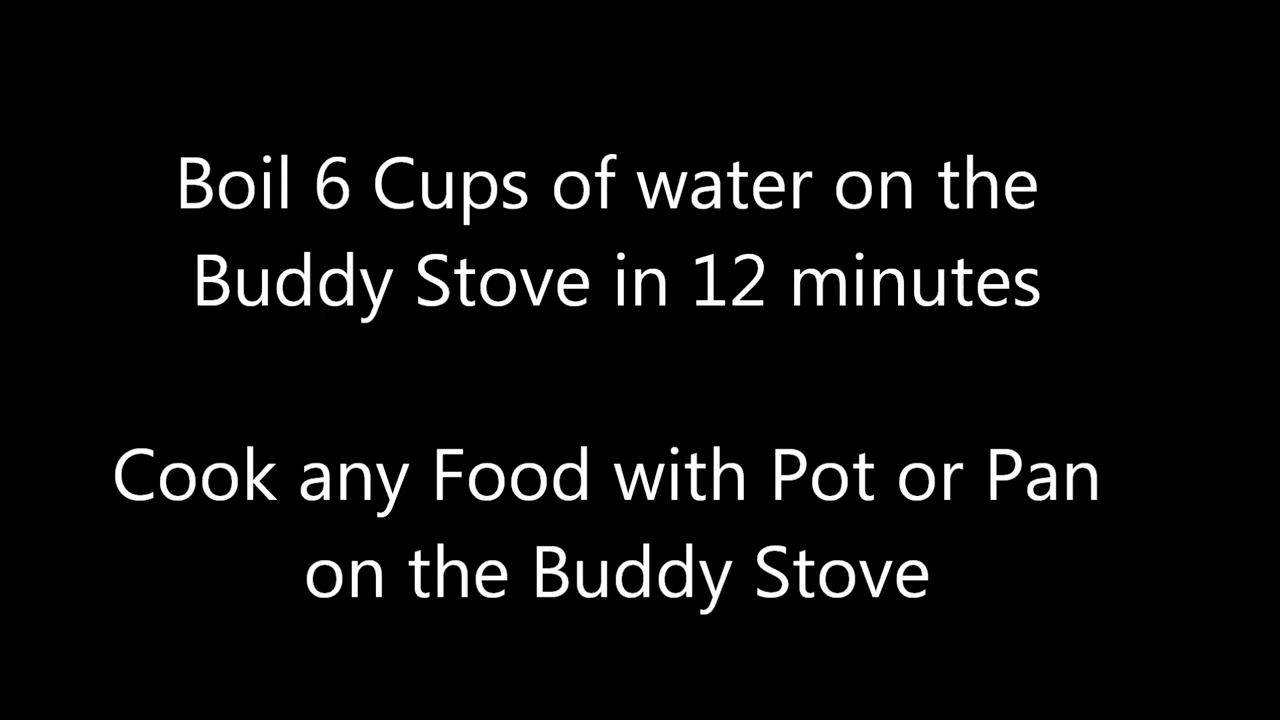 Boil 6 Cups of water on the
Buddy Stove in 12 minutes
Cook any Food with Pot or Pan
on the Buddy Stove